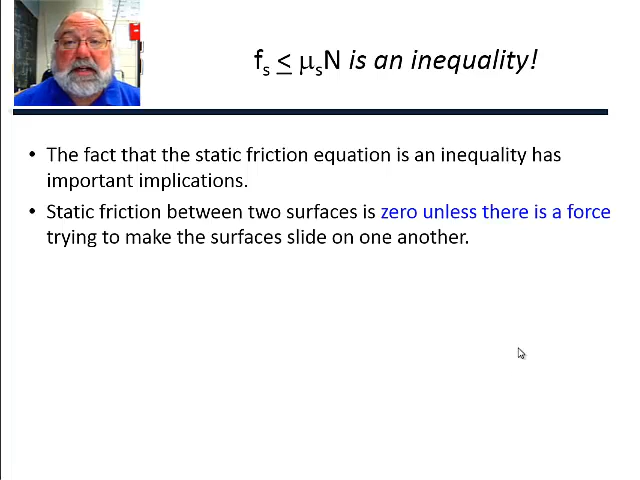 fs ≤ μsN is an inequality!
• The fact that the static friction equation is an inequality has
important implications.
• Static friction between two surfaces is zero unless there is a force
trying to make the surfaces slide on one another.